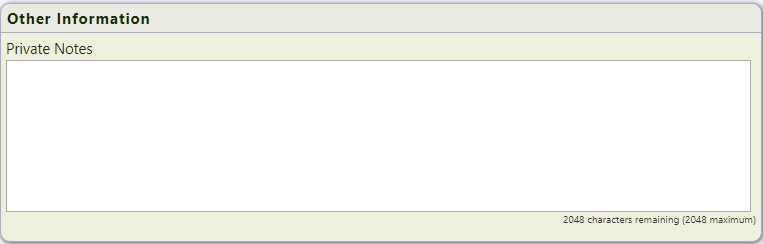 Other Information
Private Notes
2048 characters remaining (2048 maximum)